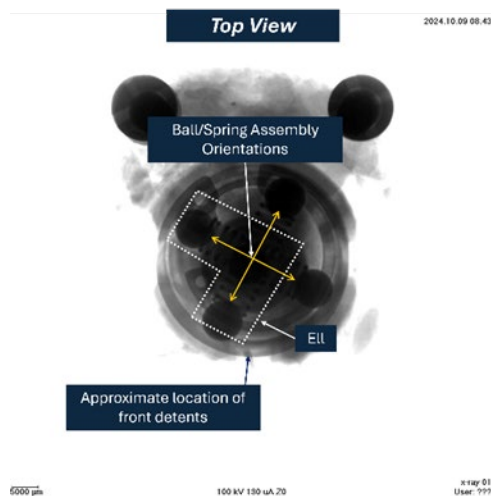 Top View
2024.10.09 08.43
Ball/Spring Assembly
Orientations
Ell
Approximate location of
front detents
5000 µm
100 kV 130 uA Z0
x-ray 01
User: ???